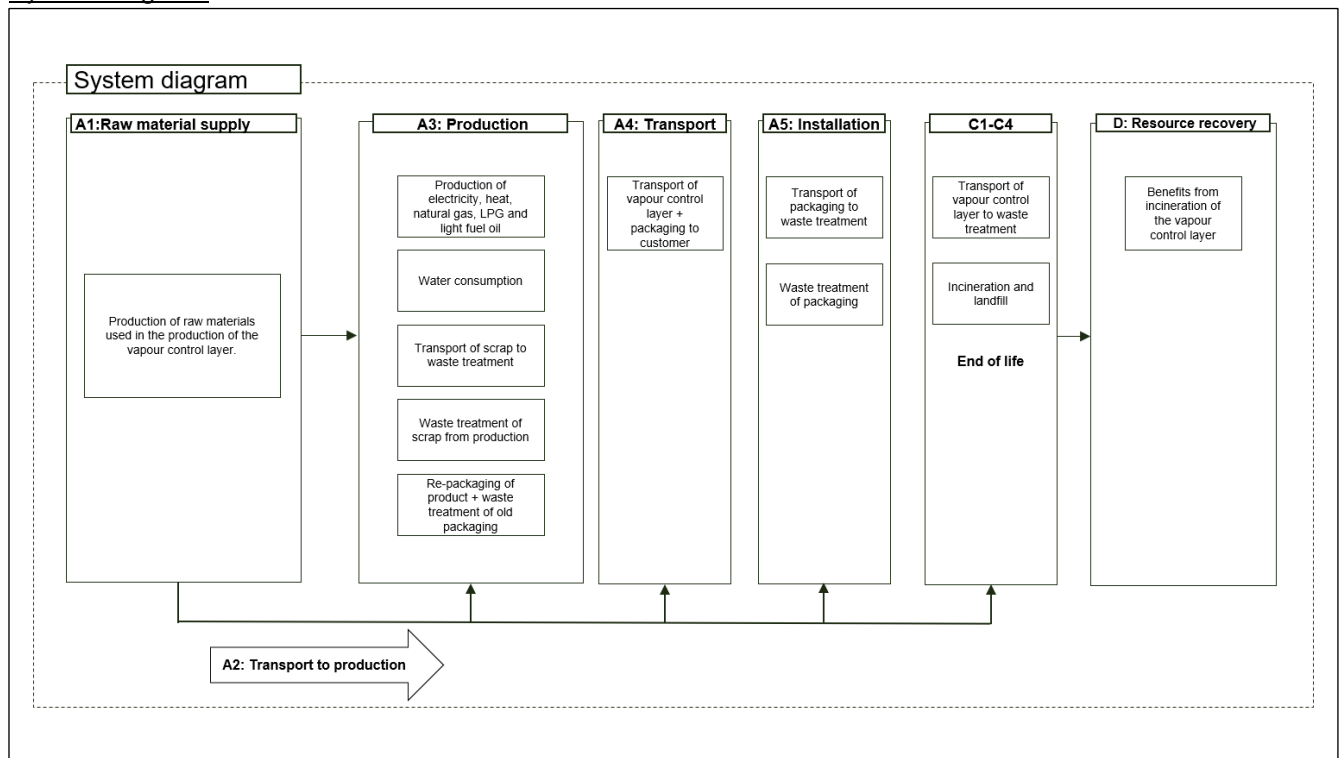 System diagram
A1:Raw material supply
Production of raw materials
used in the production of the
vapour control layer.
A3: Production
Production of
electricity, heat,
natural gas, LPG and
light fuel oil
Water consumption
Transport of scrap to
waste treatment
Waste treatment of
scrap from production
Re-packaging of
product + waste
treatment of old
packaging
A4: Transport
Transport of
vapour control
layer +
packaging to
customer
A5: Installation
Transport of
packaging to
waste treatment
Waste treatment
of packaging
C1-C4
Transport of
vapour control
layer to waste
treatment
Incineration and
landfill
End of life
D: Resource recovery
Benefits from
incineration of
the vapour
control layer
A2: Transport to production